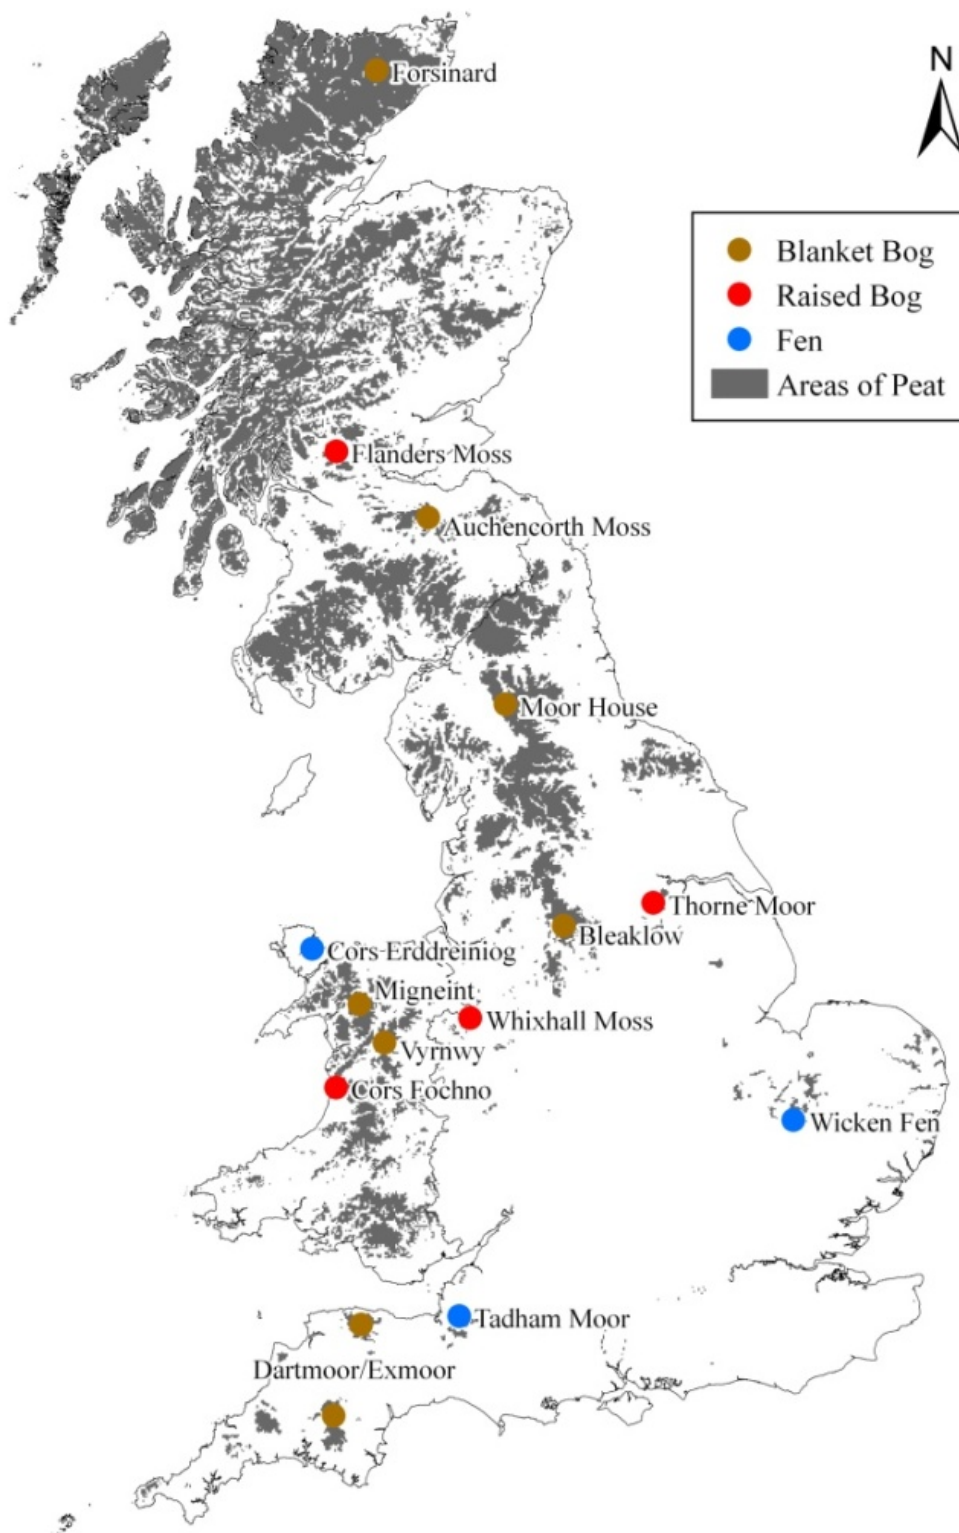 Forsinard
N
Blanket Bog
Raised Bog
Fen
Areas of Peat
Flanders Moss
Auchencorth Moss
Moor House
Thorne Moor
Bleaklow
Cors Erddreiniog
Migneint
Whixhall Moss
Vyrnwy
Cors Fochno
Wicken Fen
Tadham Moor
Dartmoor/Exmoor